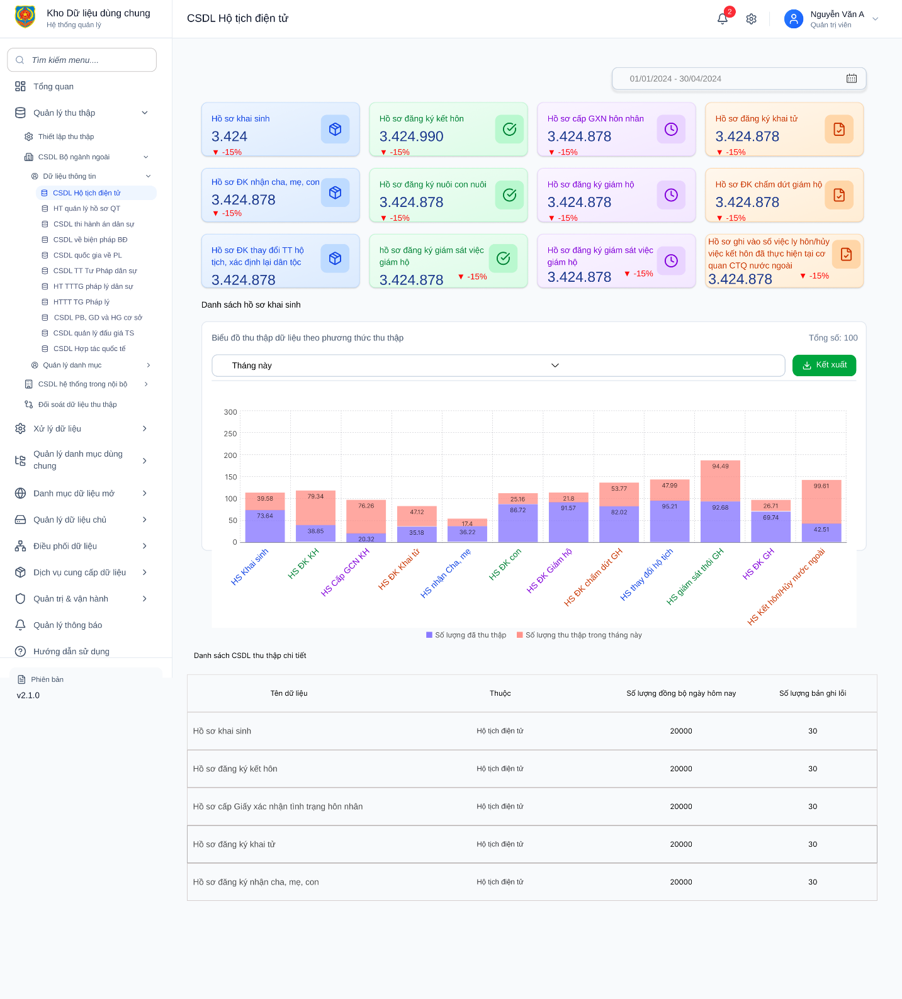 Kho Dữ liệu dùng chung
Hệ thống quản lý
CSDL Hộ tịch điện tử
2
Nguyễn Văn A
Quản trị viên
Tìm kiếm menu....
Tổng quan
Quản lý thu thập
Thiết lập thu thập
CSDL Bộ ngành ngoài
Dữ liệu thông tin
CSDL Hộ tịch điện tử
HT quản lý hồ sơ QT
CSDL thi hành án dân sự
CSDL về biện pháp BĐ
CSDL quốc gia về PL
CSDL TT Tư Pháp dân sự
HT TTTG pháp lý dân sự
HTTT TG Pháp lý
CSDL PB, GD và HG cơ sở
CSDL quản lý đấu giá TS
CSDL Hợp tác quốc tế
Quản lý danh mục
CSDL hệ thống trong nội bộ
Đối soát dữ liệu thu thập
Xử lý dữ liệu
Quản lý danh mục dùng
chung
Danh mục dữ liệu mở
Quản lý dữ liệu chủ
Điều phối dữ liệu
Dịch vụ cung cấp dữ liệu
Quản trị & vận hành
Quản lý thông báo
Hướng dẫn sử dụng
Phiên bản
v2.1.0
01/01/2024 - 30/04/2024
Hồ sơ khai sinh
3.424
▼ -15%
Hồ sơ đăng ký kết hôn
3.424.990
▼ -15%
Hồ sơ cấp GXN hôn nhân
3.424.878
▼ -15%
Hồ sơ đăng ký khai tử
3.424.878
▼ -15%
Hồ sơ ĐK nhận cha, mẹ, con
3.424.878
▼ -15%
Hồ sơ đăng ký nuôi con nuôi
3.424.878
▼ -15%
Hồ sơ đăng ký giám hộ
3.424.878
▼ -15%
Hồ sơ ĐK chấm dứt giám hộ
3.424.878
▼ -15%
Hồ sơ ĐK thay đổi TT hộ
tịch, xác định lại dân tộc
3.424.878
hồ sơ đăng ký giám sát việc
giám hộ
3.424.878 ▼ -15%
Hồ sơ đăng ký giám sát việc
giám hộ
3.424.878 ▼ -15%
Hồ sơ ghi vào số việc ly hôn/hủy
việc kết hôn đã thực hiện tại cơ
quan CTQ nước ngoài
3.424.878 ▼ -15%
Danh sách hồ sơ khai sinh
Biểu đồ thu thập dữ liệu theo phương thức thu thập
Tổng số: 100
Tháng này
Kết xuất
300
250
200
150
100
50
0
39.58
73.64
79.34
38.85
76.26
20.32
47.12
35.18
17.4
36.22
25.16
86.72
21.8
91.57
53.77
82.02
47.99
95.21
94.49
92.68
26.71
69.74
99.61
42.51
HS Khai sinh
HS ĐK KH
HS Cấp GCN KH
HS ĐK Khai tử
HS nhận Cha, mẹ
HS ĐK con
HS ĐK Giám hộ
HS ĐK chấm dứt GH
HS thay đổi hộ tịch
HS giám sát thôi GH
HS ĐK GH
HS Kết hôn/Hủy nước ngoài
Số lượng đã thu thập
Số lượng thu thập trong tháng này
Danh sách CSDL thu thập chi tiết
Tên dữ liệu Thuộc Số lượng đồng bộ ngày hôm nay Số lượng bản ghi lỗi
Hồ sơ khai sinh Hộ tịch điện tử 20000 30
Hồ sơ đăng ký kết hôn Hộ tịch điện tử 20000 30
Hồ sơ cấp Giấy xác nhận tình trạng hôn nhân Hộ tịch điện tử 20000 30
Hồ sơ đăng ký khai tử Hộ tịch điện tử 20000 30
Hồ sơ đăng ký nhận cha, mẹ, con Hộ tịch điện tử 20000 30